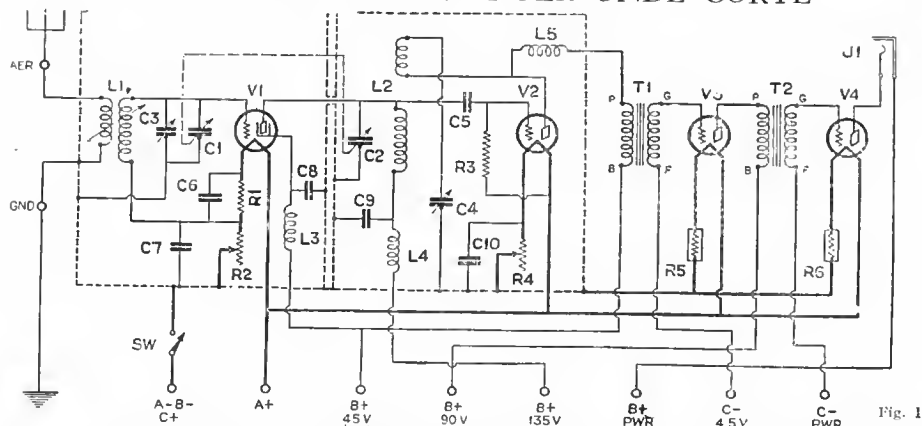 PER ONDE CORTE
L5
J1
AER
L1
V1
L2
T1
V3
T2
V4
C3
C1
C5
V2
P
G
P
G
C2
R3
C6
R1
C8
B
F
B
F
C9
C4
GND
C7
L3
L4
C10
R2
R4
R5
R6
SW
A-B-
C+
A+
B+
45V
B+
90V
B+
135V
B+
PWR
C-
4.5V
C-
PWR
Fig. 1